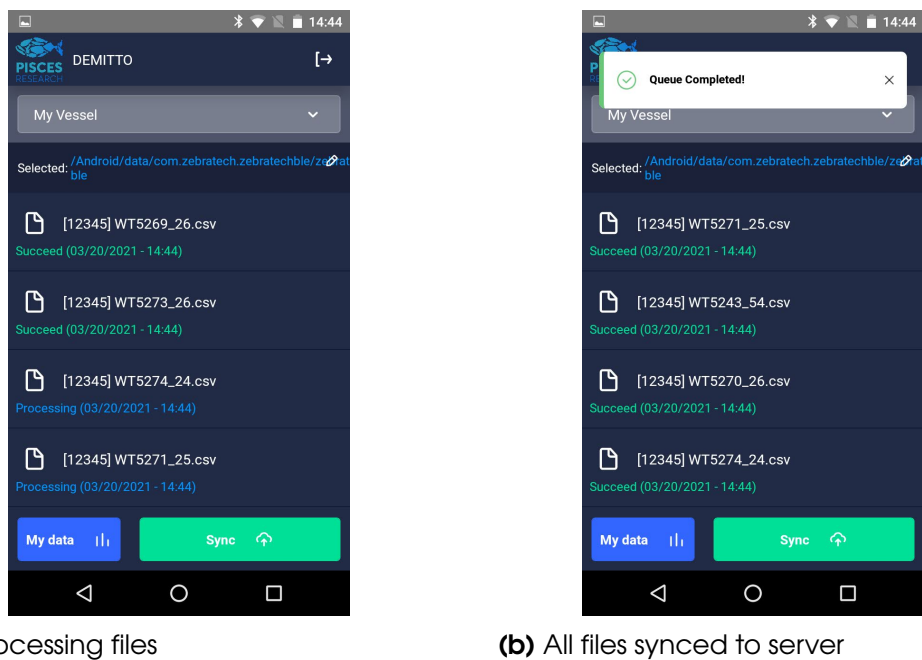 14:44
PISCES
RESEARCH
DEMITTO
My Vessel
Selected: /Android/data/com.zebratech.zebratechble/
ble
[12345] WT5269_26.csv
Succeed (03/20/2021 - 14:44)
[12345] WT5273_26.csv
Succeed (03/20/2021 - 14:44)
[12345] WT5274_24.csv
Processing (03/20/2021 - 14:44)
[12345] WT5271_25.csv
Processing (03/20/2021 - 14:44)
My data
Sync
ocessing files
14:44
Queue Completed!
My Vessel
Selected: /Android/data/com.zebratech.zebratechble/
ble
[12345] WT5271_25.csv
Succeed (03/20/2021 - 14:44)
[12345] WT5243_54.csv
Succeed (03/20/2021 - 14:44)
[12345] WT5270_26.csv
Succeed (03/20/2021 - 14:44)
[12345] WT5274_24.csv
Succeed (03/20/2021 - 14:44)
My data
Sync
(b) All files synced to server